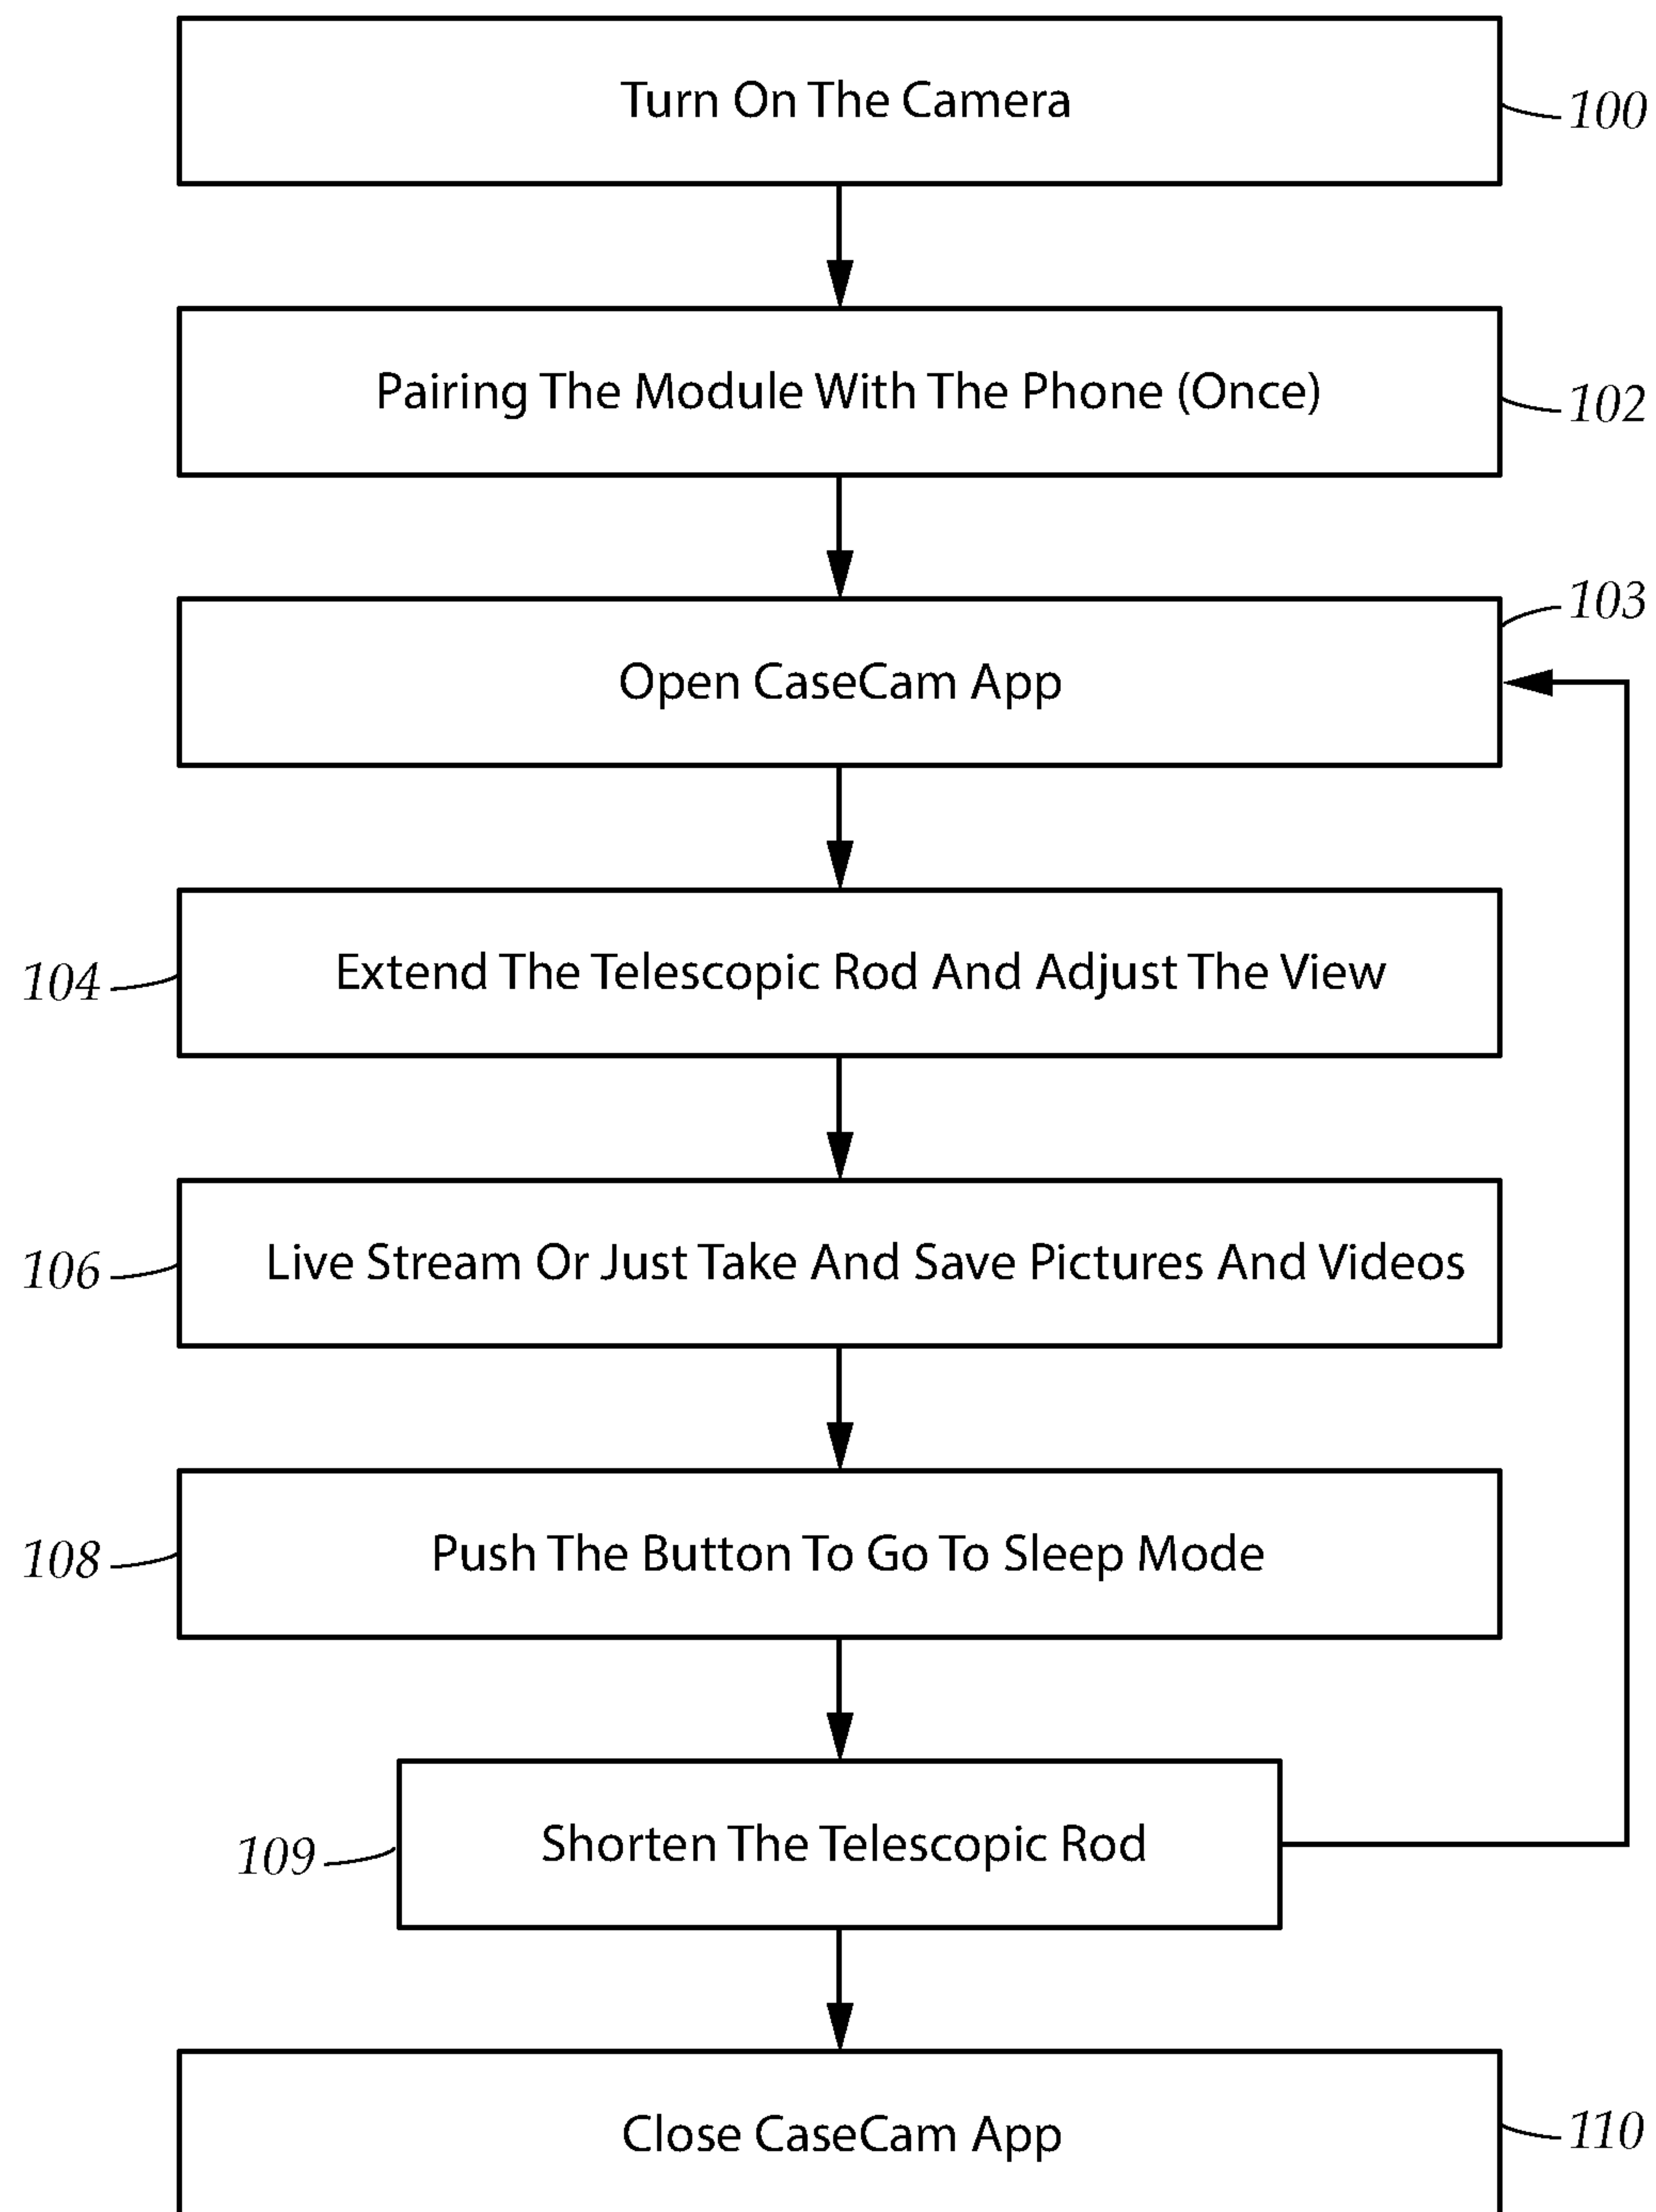 Turn On The Camera
100
Pairing The Module With The Phone (Once)
102
103
Open CaseCam App
Extend The Telescopic Rod And Adjust The View
104
Live Stream Or Just Take And Save Pictures And Videos
106
Push The Button To Go To Sleep Mode
108
Shorten The Telescopic Rod
109
Close CaseCam App
110